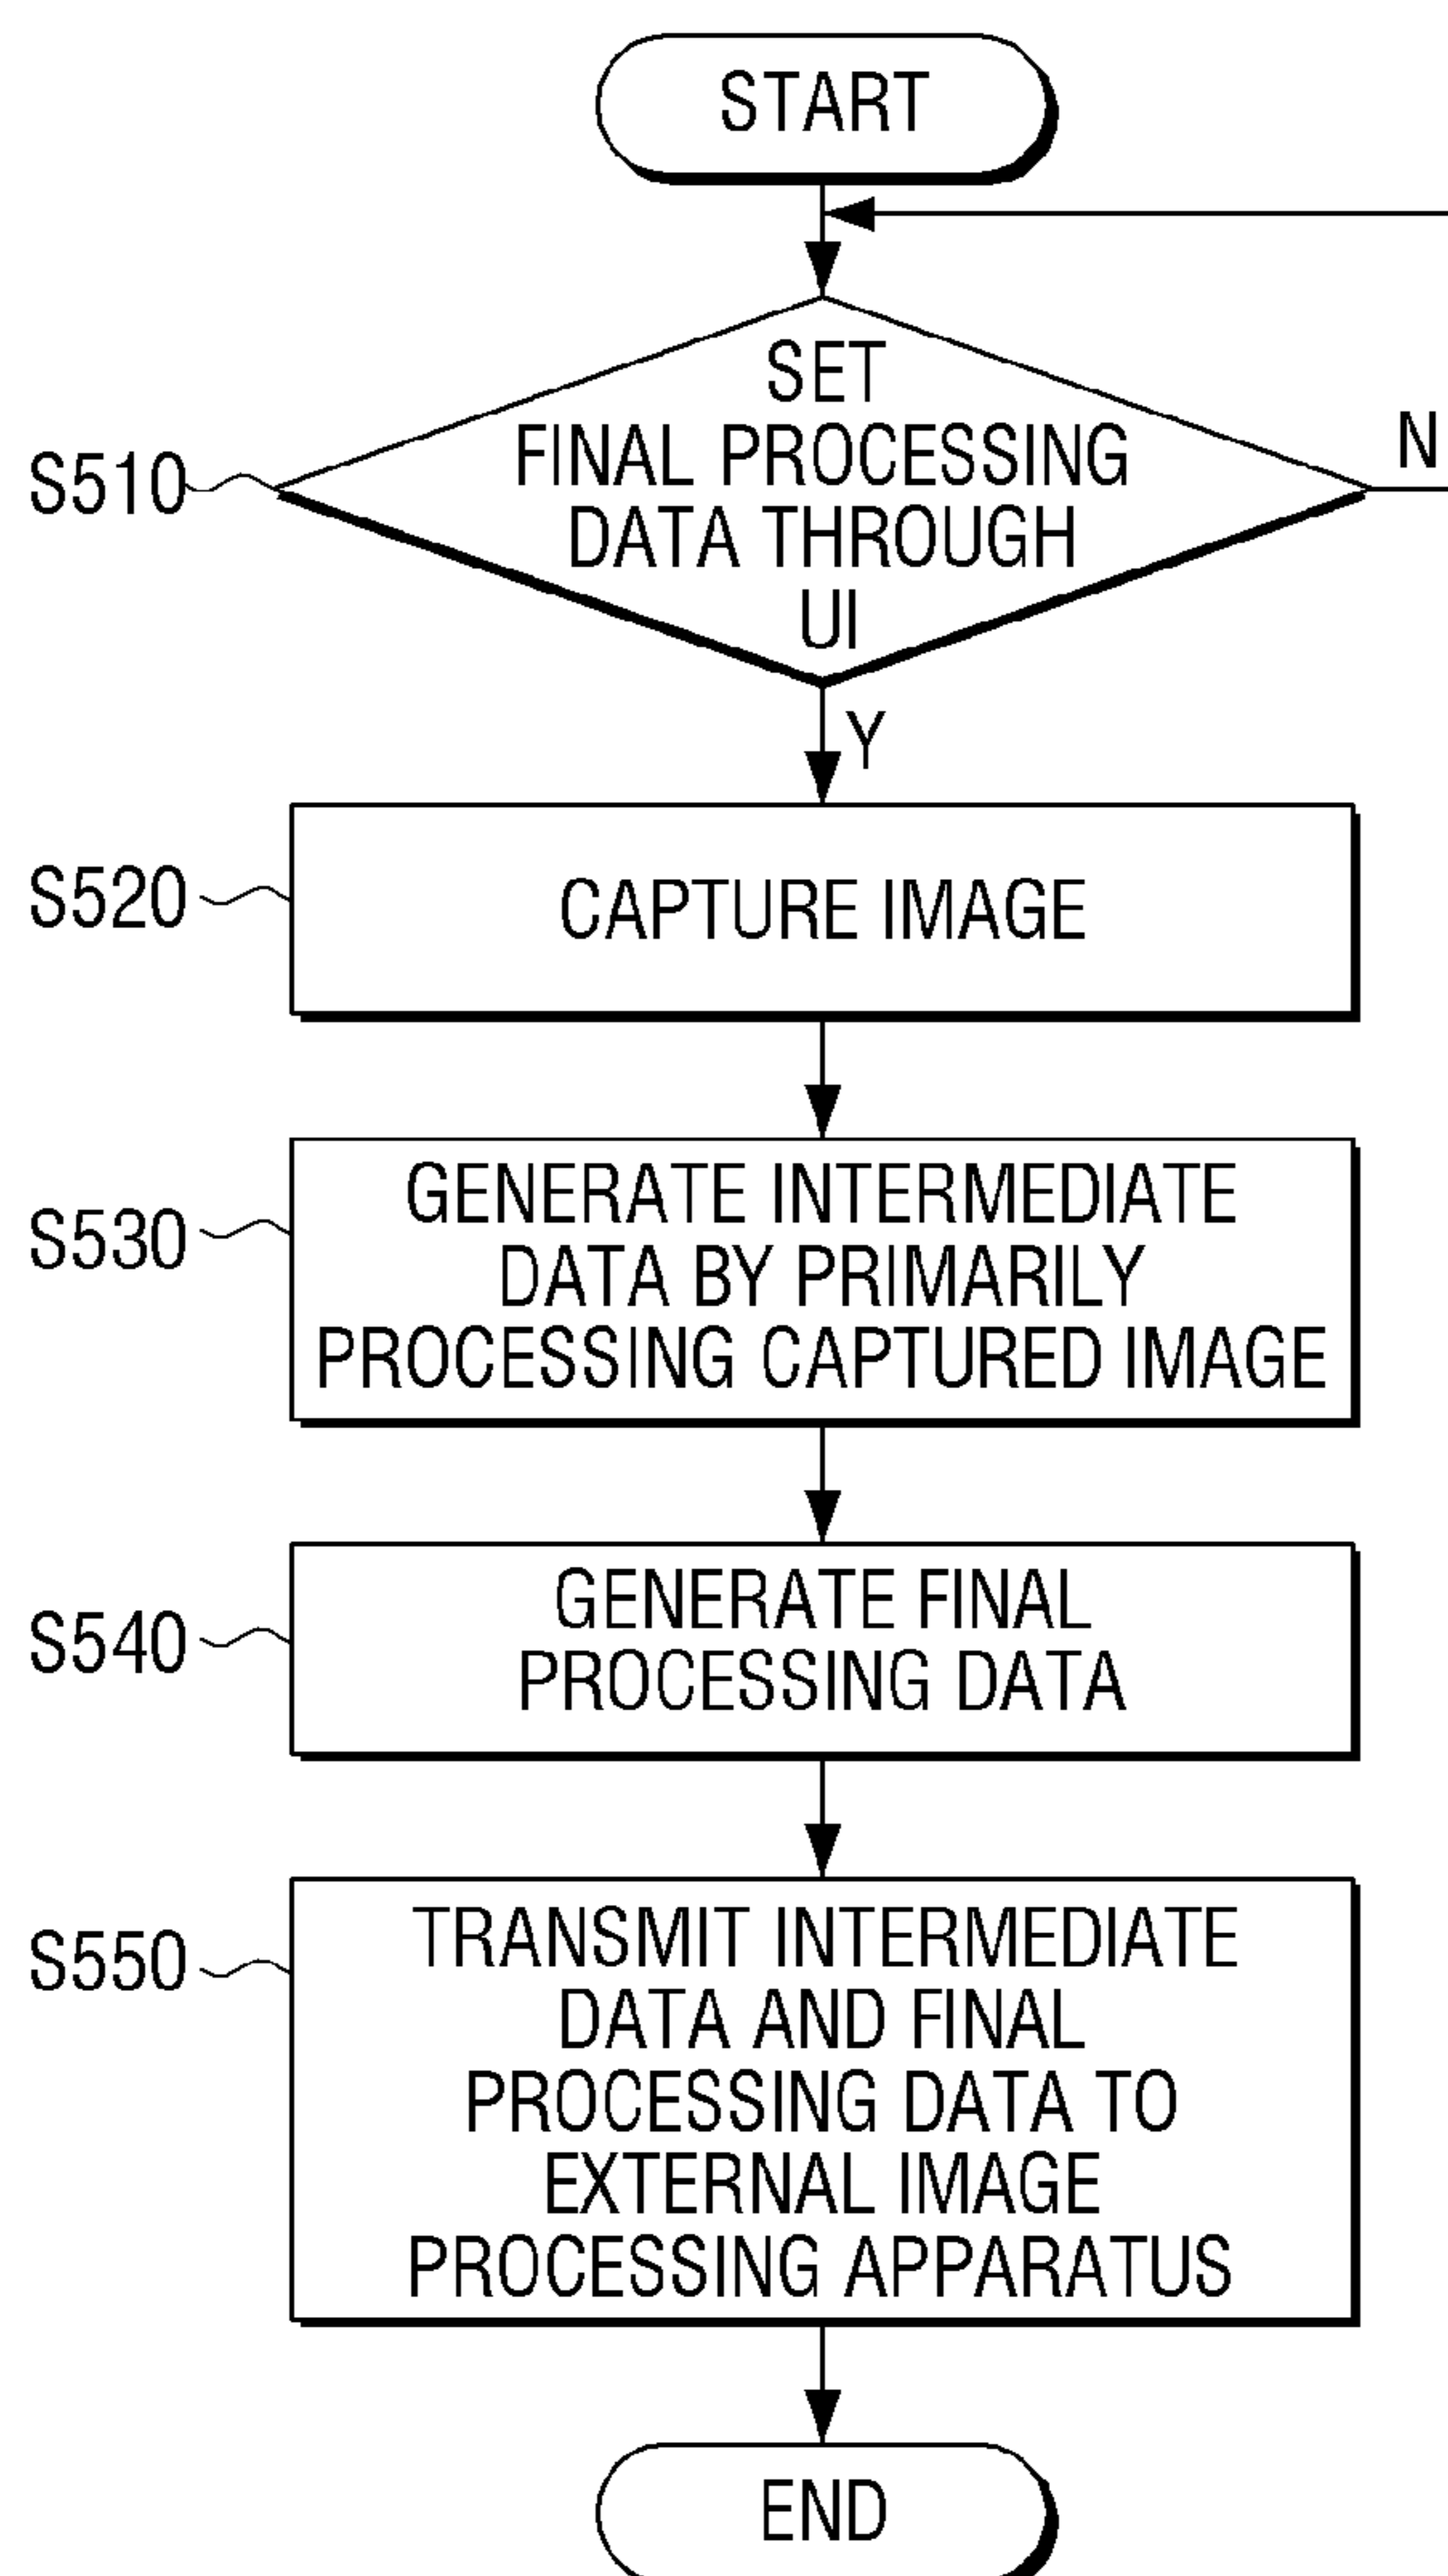 START
SET
FINAL PROCESSING
DATA THROUGH
UI
S510
N
Y
S520
CAPTURE IMAGE
S530
GENERATE INTERMEDIATE
DATA BY PRIMARILY
PROCESSING CAPTURED IMAGE
S540
GENERATE FINAL
PROCESSING DATA
S550
TRANSMIT INTERMEDIATE
DATA AND FINAL
PROCESSING DATA TO
EXTERNAL IMAGE
PROCESSING APPARATUS
END